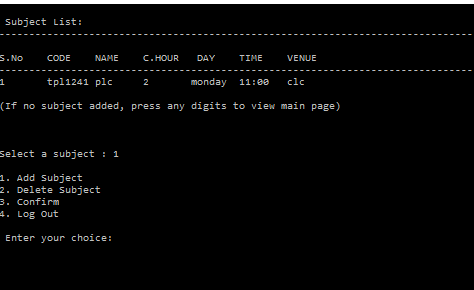 Subject List:
--------------------------------------------------------------------------------
S.No CODE NAME C.HOUR DAY TIME VENUE
--------------------------------------------------------------------------------
1 tpl1241 plc 2 monday 11:00 clc
(If no subject added, press any digits to view main page)
Select a subject : 1
1. Add Subject
2. Delete Subject
3. Confirm
4. Log Out
Enter your choice: